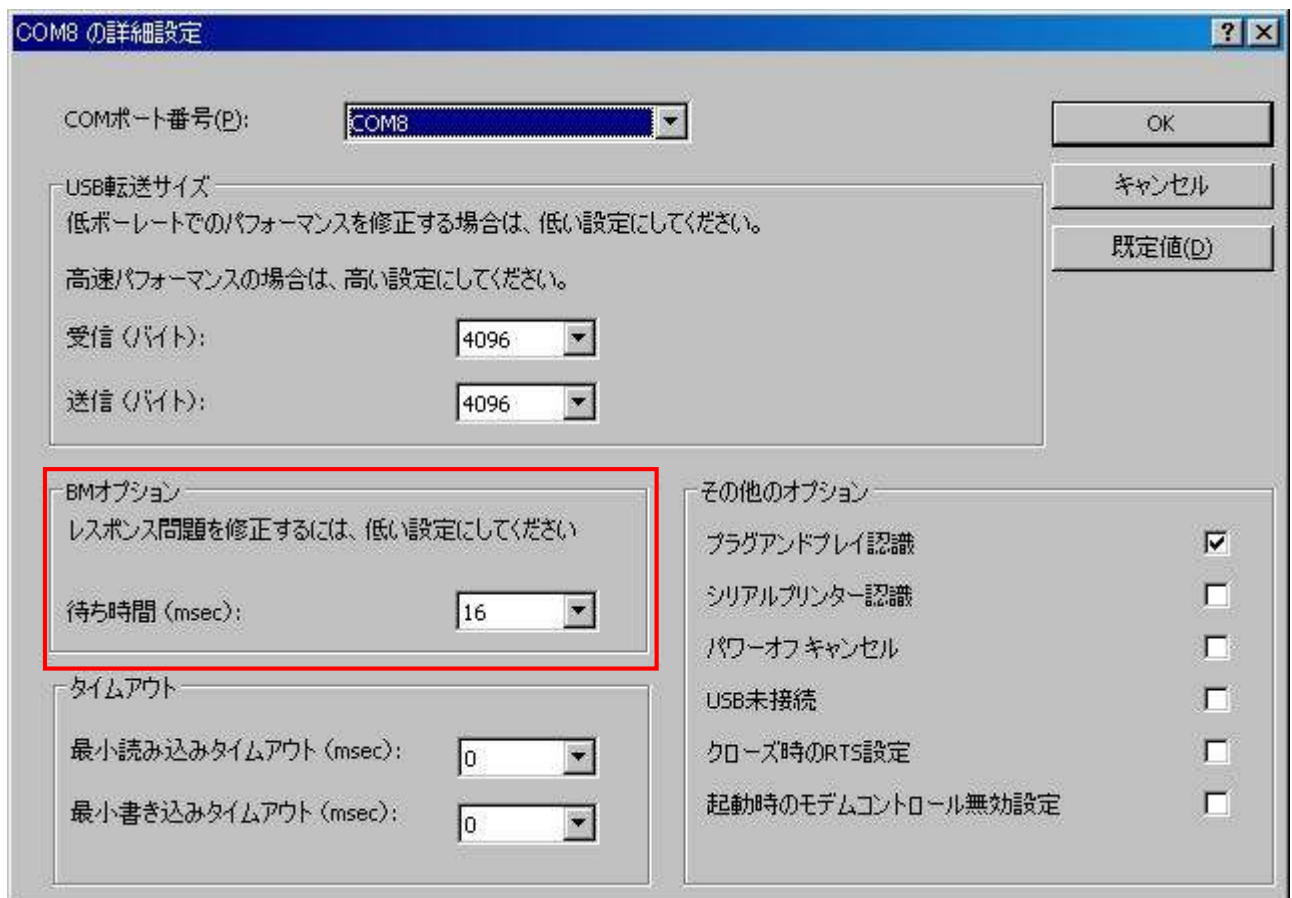 COM8 の詳細設定
COMポート番号(P):
COM8
OK
キャンセル
既定値(D)
USB転送サイズ
低ボーレートでのパフォーマンスを修正する場合は、低い設定にしてください。
高速パフォーマンスの場合は、高い設定にしてください。
受信 (バイト):
4096
送信 (バイト):
4096
BMオプション
レスポンス問題を修正するには、低い設定にしてください
待ち時間 (msec):
16
タイムアウト
最小読み込みタイムアウト (msec):
0
最小書き込みタイムアウト (msec):
0
その他のオプション
プラグアンドプレイ認識
シリアルプリンター認識
パワーオフ キャンセル
USB未接続
クローズ時のRTS設定
起動時のモデムコントロール無効設定